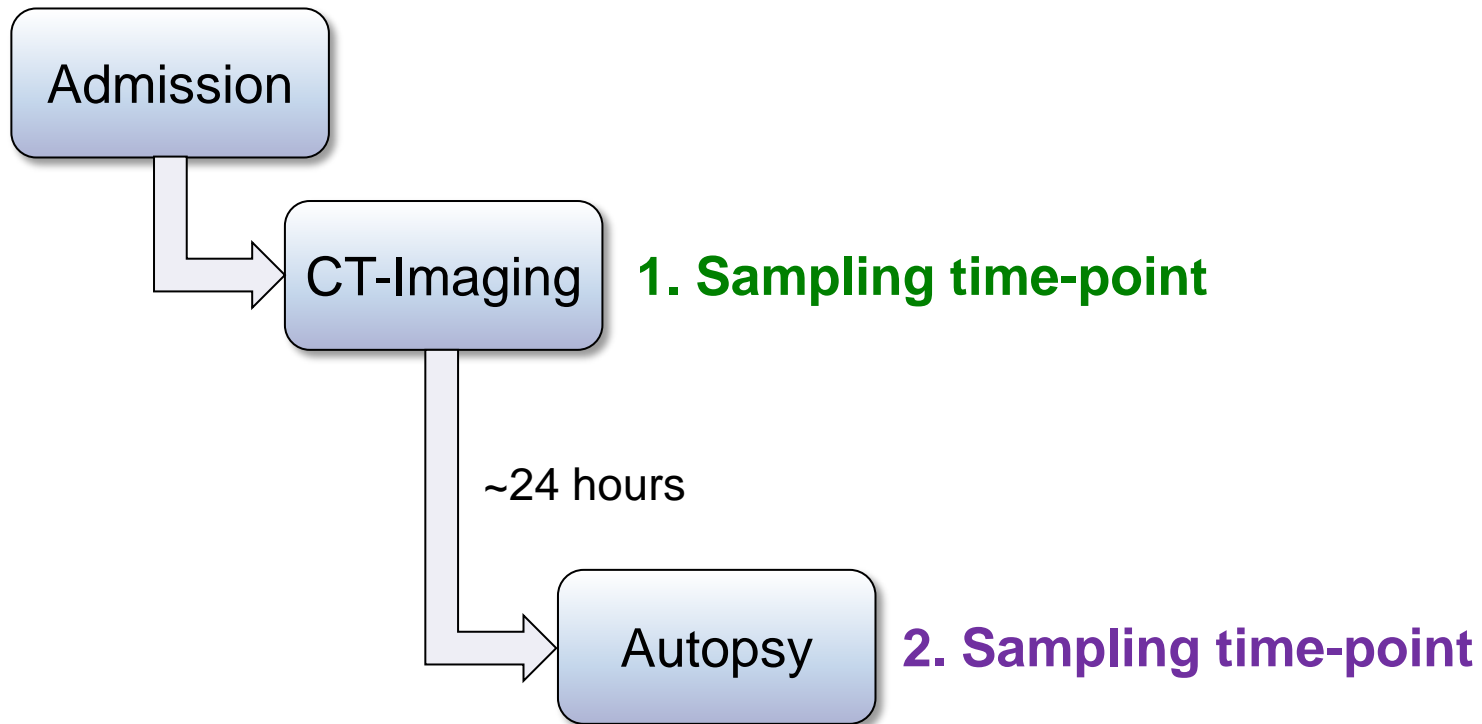 Admission
CT-Imaging
1. Sampling time-point
~24 hours
Autopsy
2. Sampling time-point